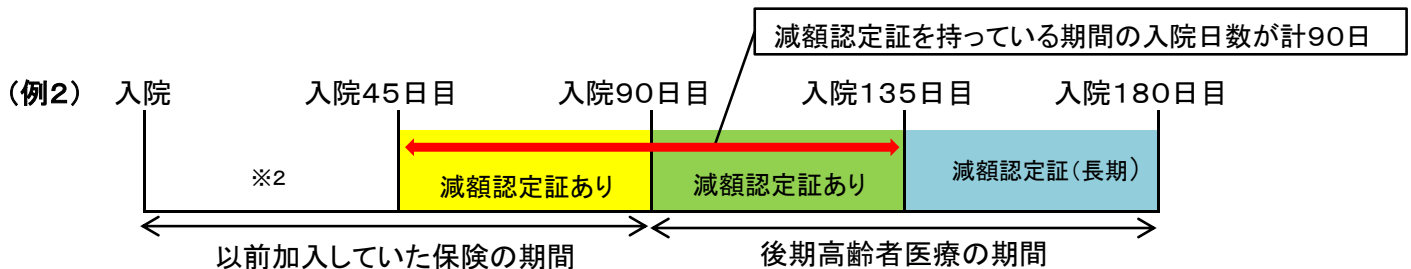 減額認定証を持っている期間の入院日数が計90日
（例2） 入院 入院45日目 入院90日目 入院135日目 入院180日目
※2 減額認定証あり 減額認定証あり 減額認定証（長期）
以前加入していた保険の期間 後期高齢者医療の期間